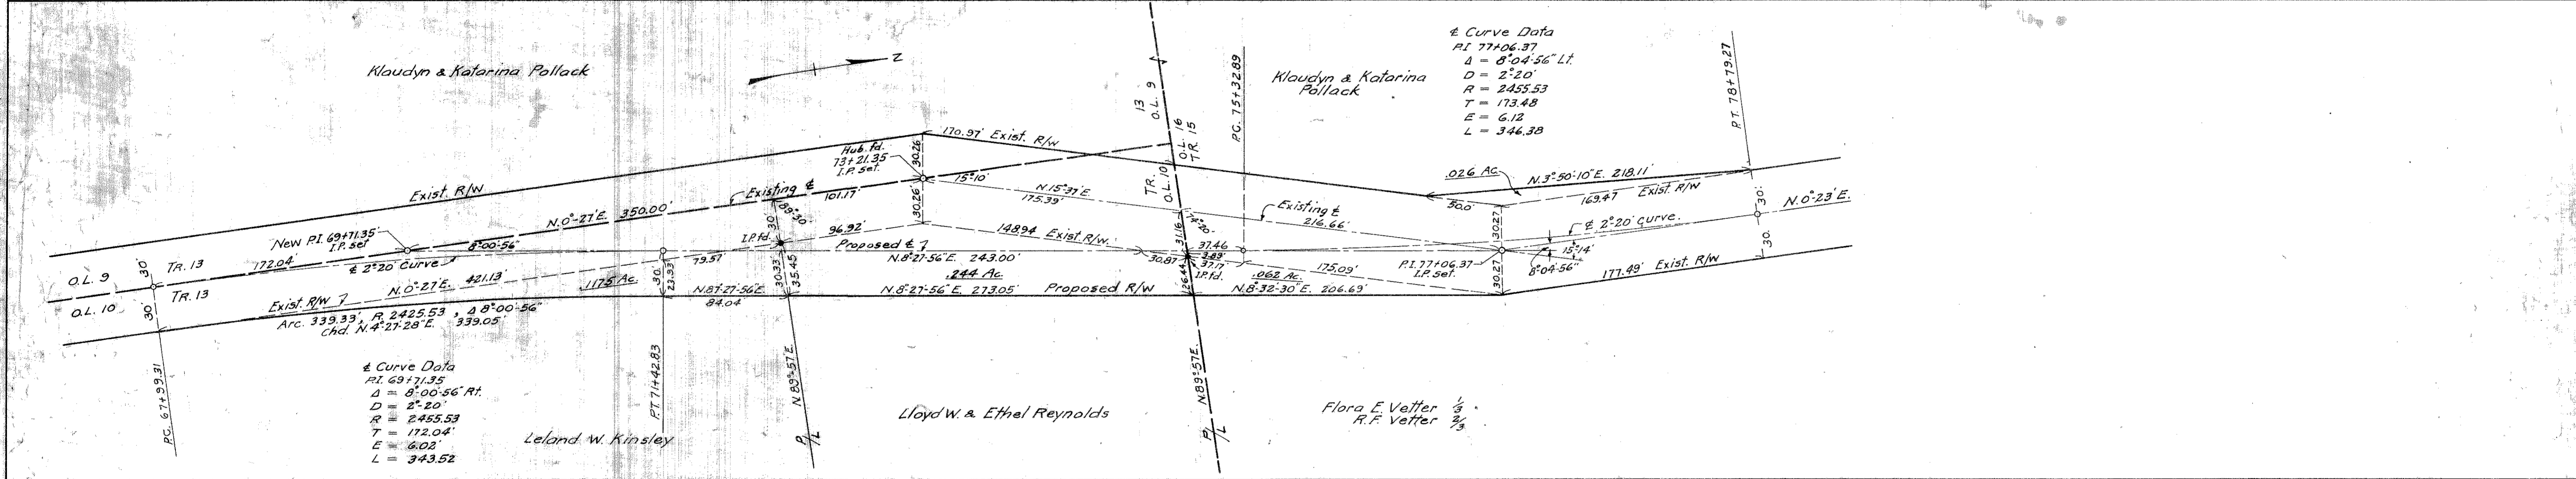 Klaudyn & Katarina Pollack
Z
Klaudyn & Katarina
Pollack
℄ Curve Data
P.I 77+06.37
Δ = 8°-04'-56" Lt.
D = 2°-20'
R = 2455.53
T = 173.48
E = 6.12
L = 346.38
P.T. 78+79.27
P.C. 75+32.89
13
O.L. 9
O.L. 16
TR. 15
TR.
O.L. 10
170.97' Exist. R/W
Hub. fd.
73+21.35
I.P. Set.
30.26
30.26'
15°-10'
Exist. R/W
Existing ℄
101.17'
N.0°-27'E. 350.00'
89°-30'
30'
N.15°-37'E
175.39'
Existing ℄
216.66'
.026 Ac.
N.3°-50'-10"E. 218.11'
50.0'
169.47 Exist. R/W
30.27
30.
N.0°-23'E.
℄ 2°-20' curve.
15°-14'
8°-04'-56"
30.
P.I. 77+06.37
I.P. set.
30.27
177.49' Exist. R/W
New P.I. 69+71.35
I.P. set
8°-00'-56"
172.04'
℄ 2°-20' Curve
O.L. 9
TR. 13
30'
O.L. 10
TR. 13
30'
N.0°-27'E. 421.13'
.1175 Ac.
Exist. R/W
Arc. 339.33', R. 2425.53, Δ 8°-00'-56"
Chd. N.4°-27'-28"E. 339.05'
30.'
23.93'
79.57
I.P. fd.
96.92'
148.94 Exist. R/W.
Proposed ℄
N.8°-27'-56"E. 243.00'
30.33'
35.45'
.244 Ac.
N.8°-27'-56"E.
84.04'
N.8°-27'-56"E. 273.05' Proposed R/W
31.16
37.46
30.87
3.89'
37.17
I.P. fd.
26.44'
.062 Ac.
175.09'
N.8°-32'-30"E. 206.69'
P.C. 67+99.31
℄ Curve Data
P.I. 69+71.35
Δ = 8°-00'-56" Rt.
D = 2°-20'
R = 2455.53
T = 172.04'
E = 6.02'
L = 343.52
P.T. 71+42.83
Leland W. Kinsley
N.89°-57'E.
P/L
Lloyd W. & Ethel Reynolds
N.89°-57'E.
P/L
Flora E. Vetter 1/3
R.F. Vetter 2/3